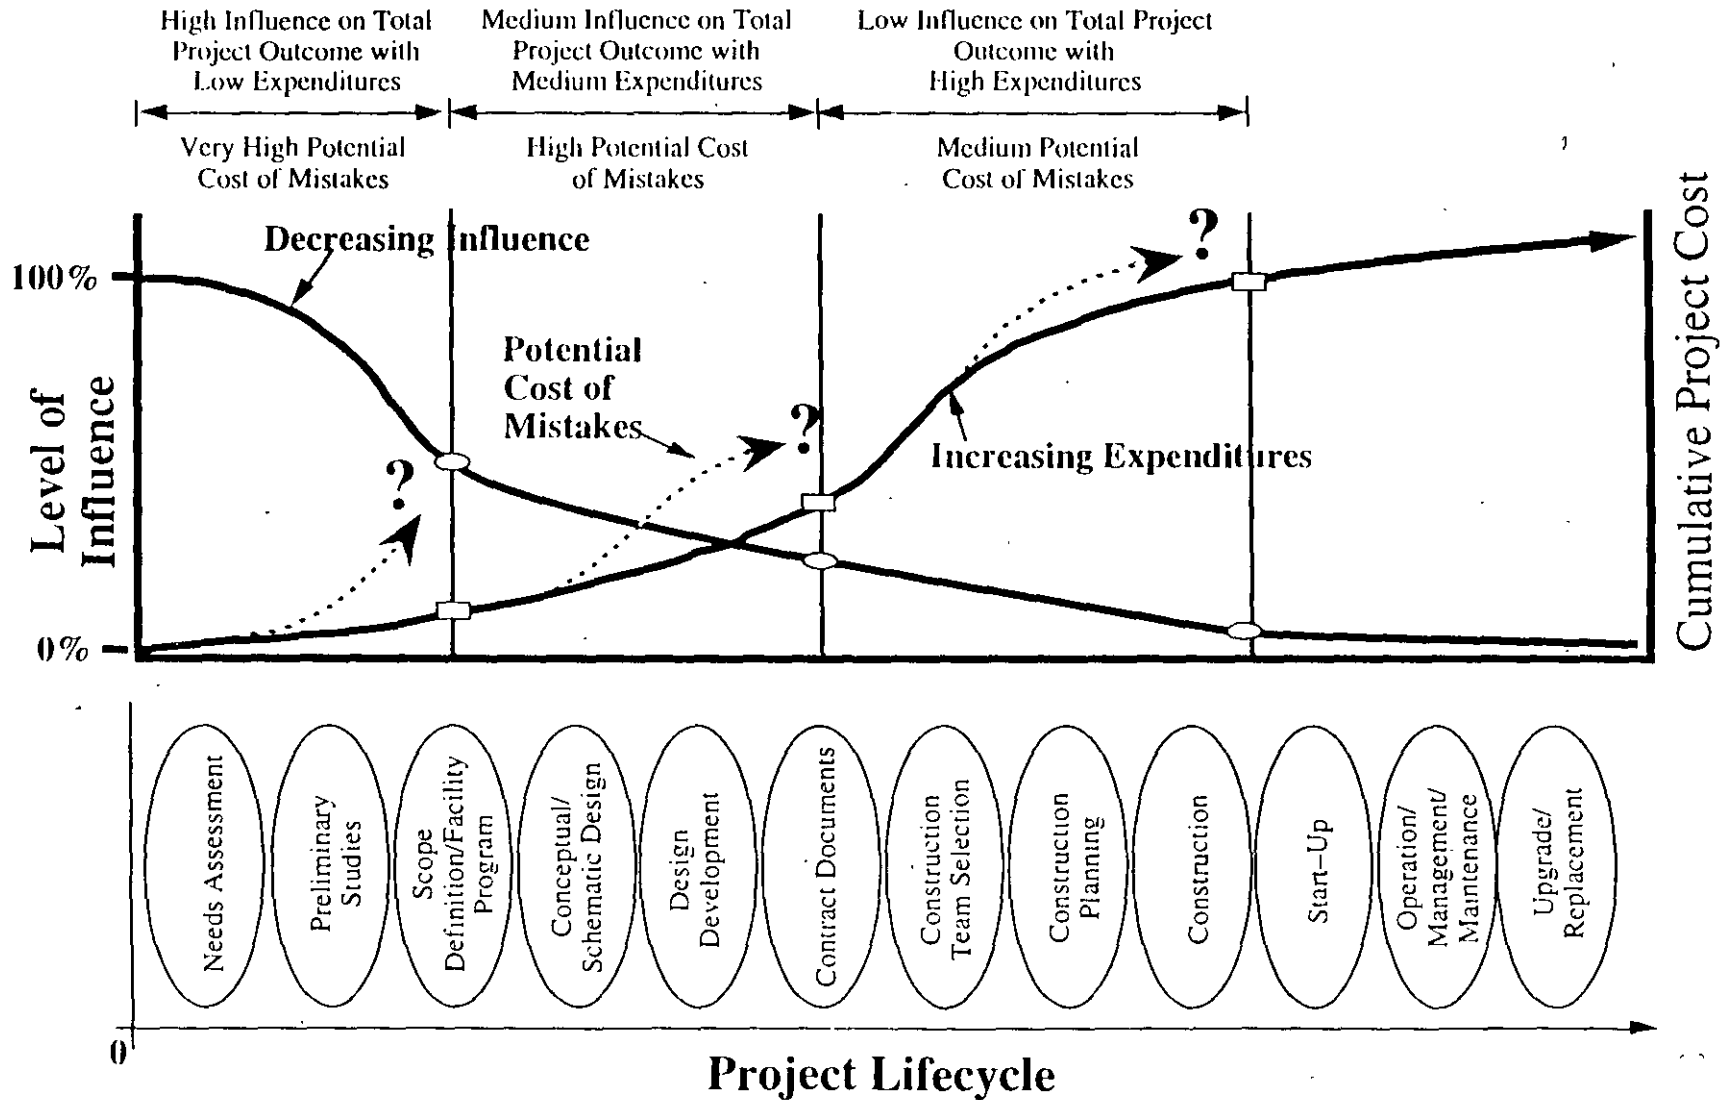 High Influence on Total
Project Outcome with
Low Expenditures
Medium Influence on Total
Project Outcome with
Medium Expenditures
Low Influence on Total Project
Outcome with
High Expenditures
Very High Potential
Cost of Mistakes
High Potential Cost
of Mistakes
Medium Potential
Cost of Mistakes
Decreasing Influence
100%
Potential
Cost of
Mistakes
?
?
?
Increasing Expenditures
Level of
Influence
0%
Cumulative Project Cost
Needs Assessment
Preliminary
Studies
Scope
Definition/Facility
Program
Conceptual/
Schematic Design
Design
Development
Contract Documents
Construction
Team Selection
Construction
Planning
Construction
Start-Up
Operation/
Management/
Maintenance
Upgrade/
Replacement
0
Project Lifecycle